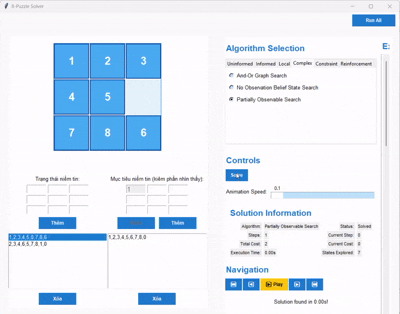 8-Puzzle Solver
Run All
1 2 3
4 5
7 8 6
Algorithm Selection
E:
Uninformed Informed Local Complex Constraint Reinforcement
And-Or Graph Search
No Observation Belief State Search
Partially Observable Search
Trạng thái niềm tin:
Mục tiêu niềm tin (kiêm phần nhìn thấy):
1
Thêm
Thêm
1,2,3,4,5,0,7,8,6
2,3,4,5,6,7,8,1,0
1,2,3,4,5,6,7,8,0
Xóa
Xóa
Controls
Solve
Animation Speed:
0.1
Solution Information
Algorithm: Partially Observable Search Status: Solved
Steps: 1 Current Step: 0
Total Cost: 2 Current Cost: 0
Execution Time: 0.00s States Explored: 7
Navigation
Play
Solution found in 0.00s!